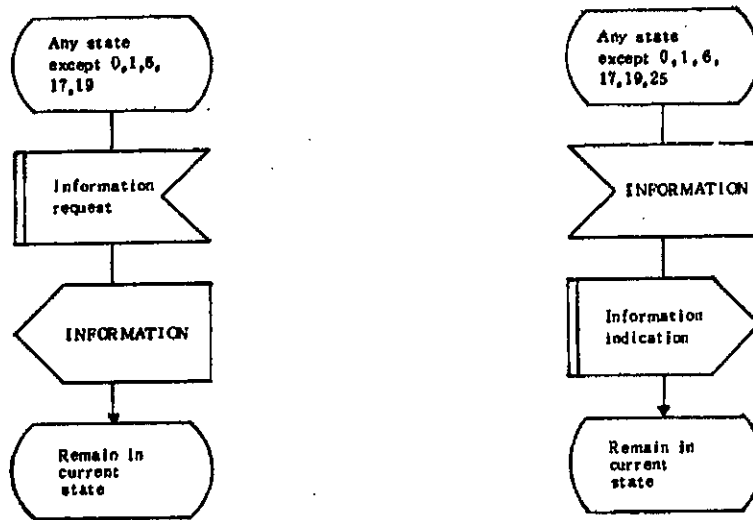 Any state
except 0,1,6,
17,19
Information
request
INFORMATION
Remain in
current
state
Any state
except 0,1,6,
17,19,25
INFORMATION
Information
indication
Remain in
current
state